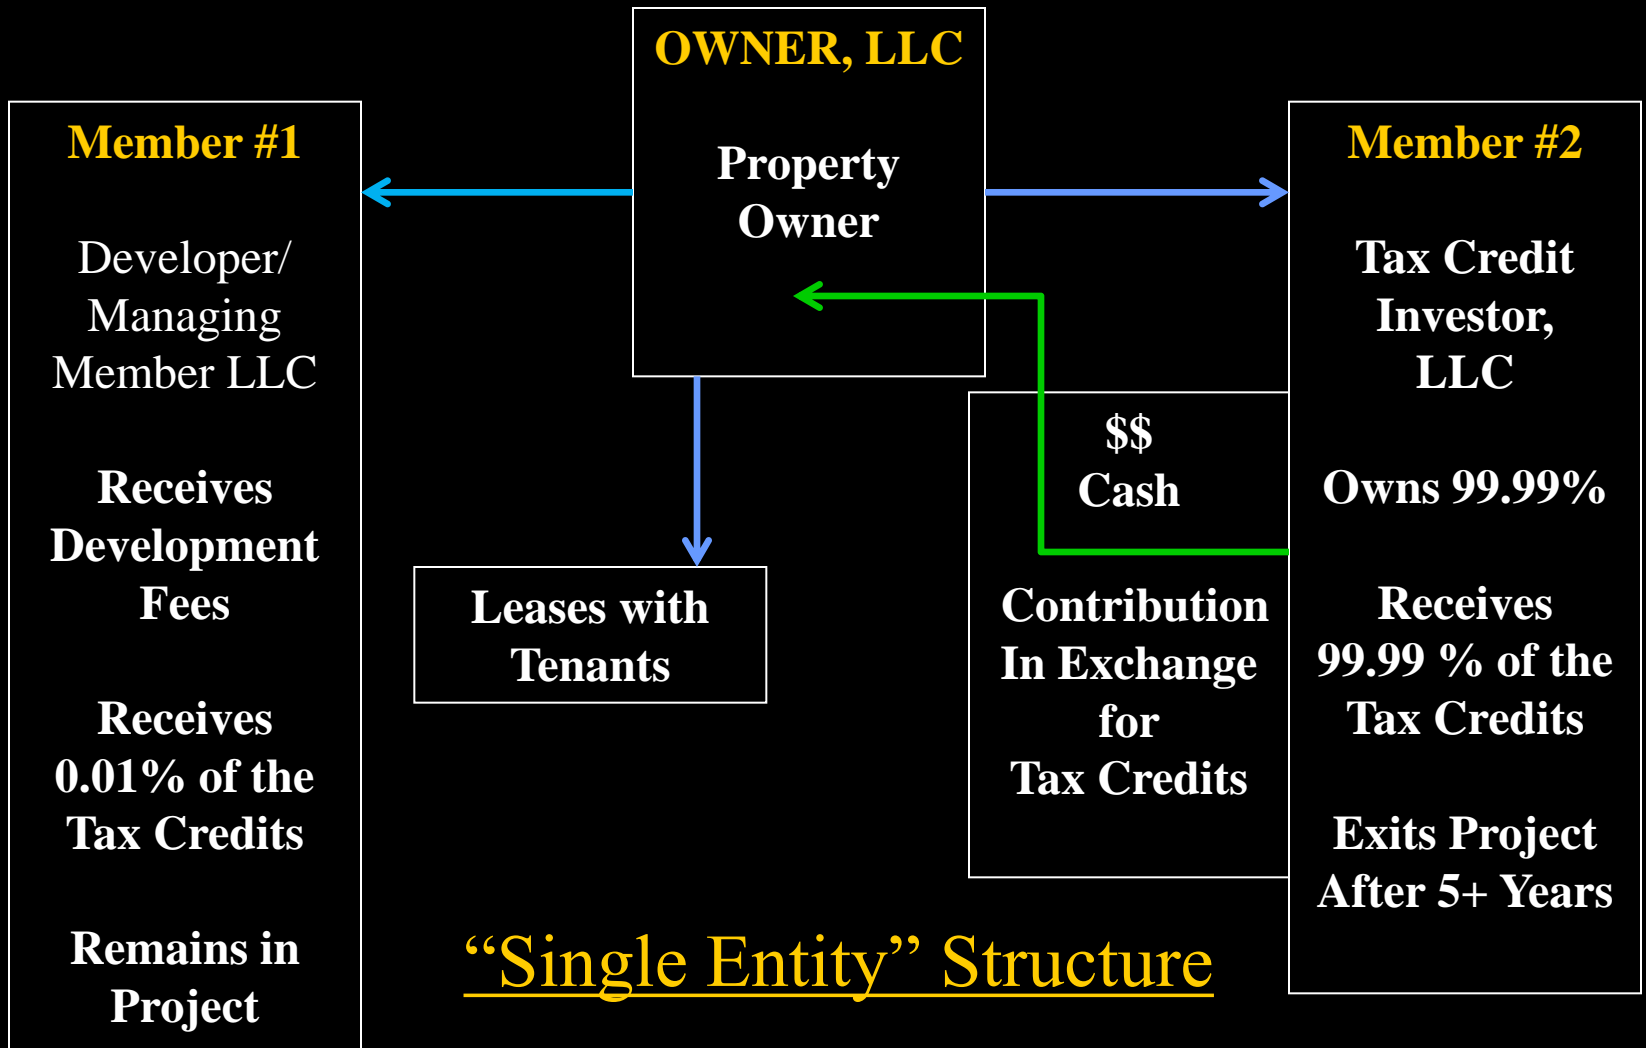 OWNER, LLC
Property
Owner
Member #1
Developer/
Managing
Member LLC
Receives
Development
Fees
Receives
0.01% of the
Tax Credits
Remains in
Project
Leases with
Tenants
$$
Cash
Contribution
In Exchange
for
Tax Credits
Member #2
Tax Credit
Investor,
LLC
Owns 99.99%
Receives
99.99 % of the
Tax Credits
Exits Project
After 5+ Years
“Single Entity” Structure